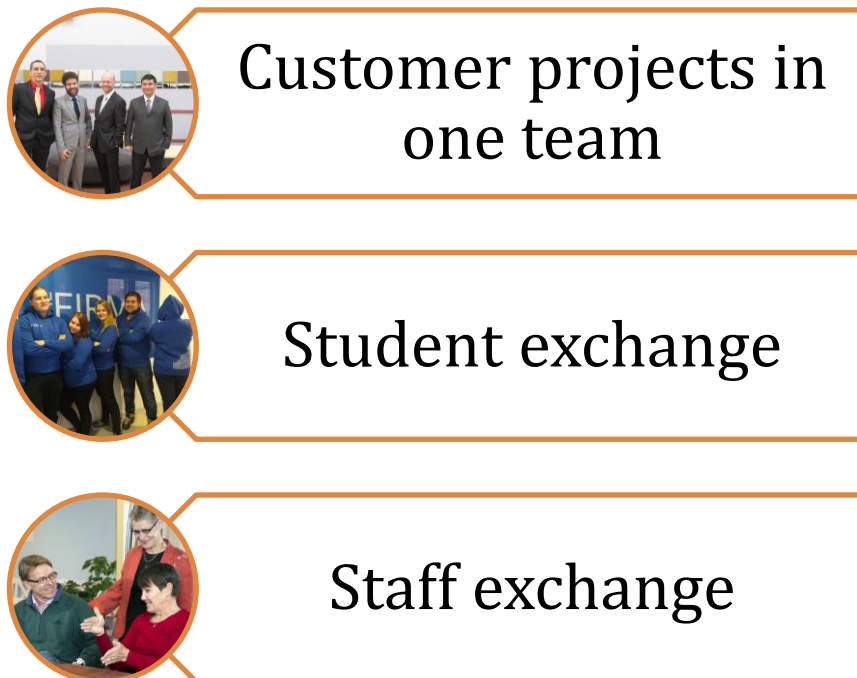 Customer projects in
one team
Student exchange
Staff exchange